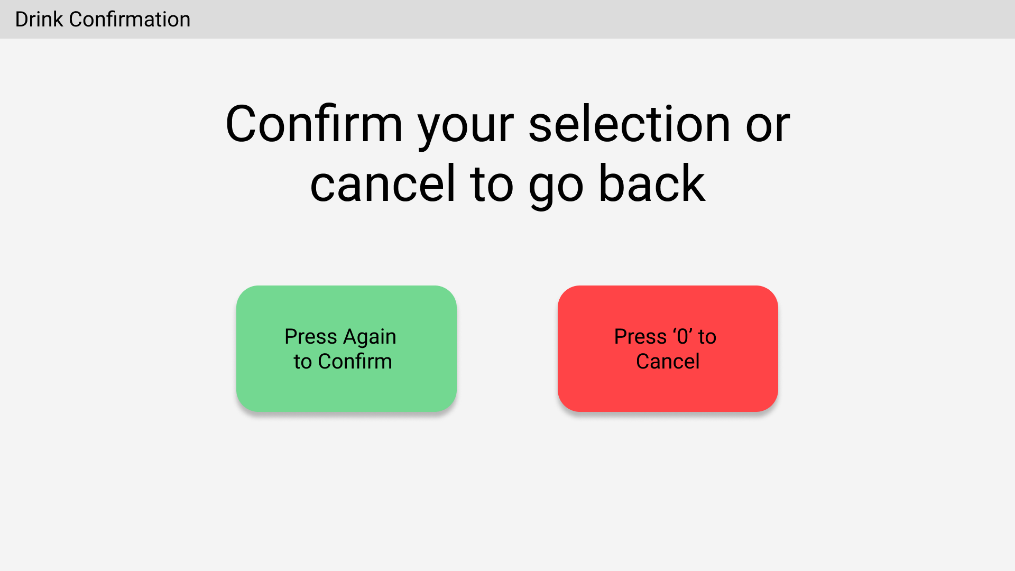 Drink Confirmation
Confirm your selection or
cancel to go back
Press Again
to Confirm
Press ‘0’ to
Cancel